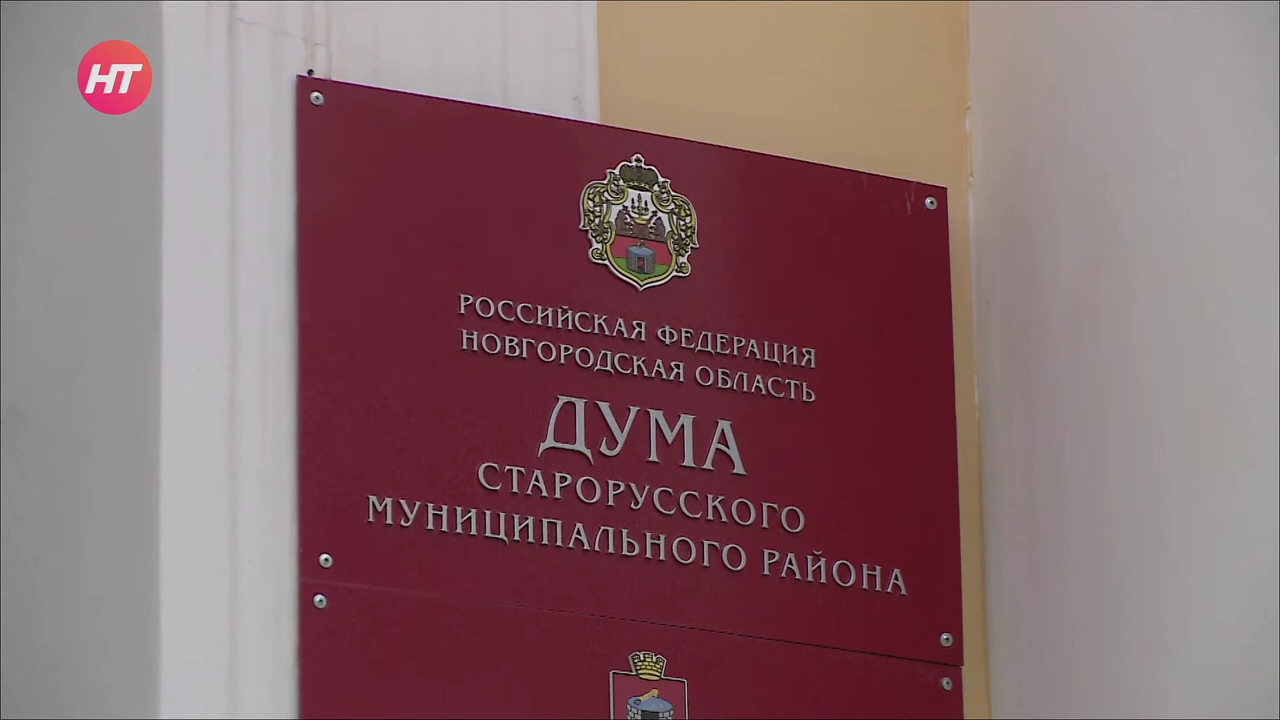 НТ
РОССИЙСКАЯ ФЕДЕРАЦИЯ
НОВГОРОДСКАЯ ОБЛАСТЬ
ДУМА
СТАРОРУССКОГО
МУНИЦИПАЛЬНОГО РАЙОНА